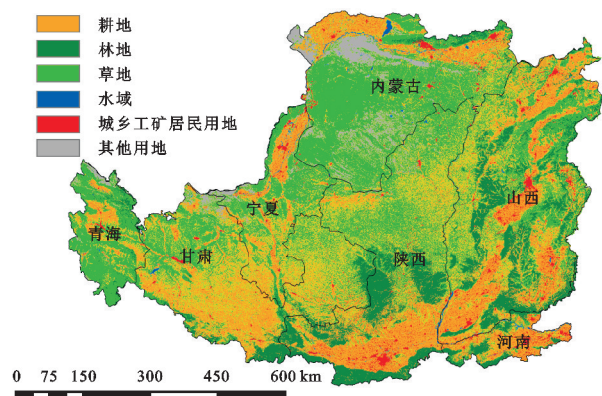 耕地
林地
草地
水域
城乡工矿居民用地
其他用地
内蒙古
宁夏
山西
青海
甘肃
陕西
河南
0 75 150 300 450 600 km